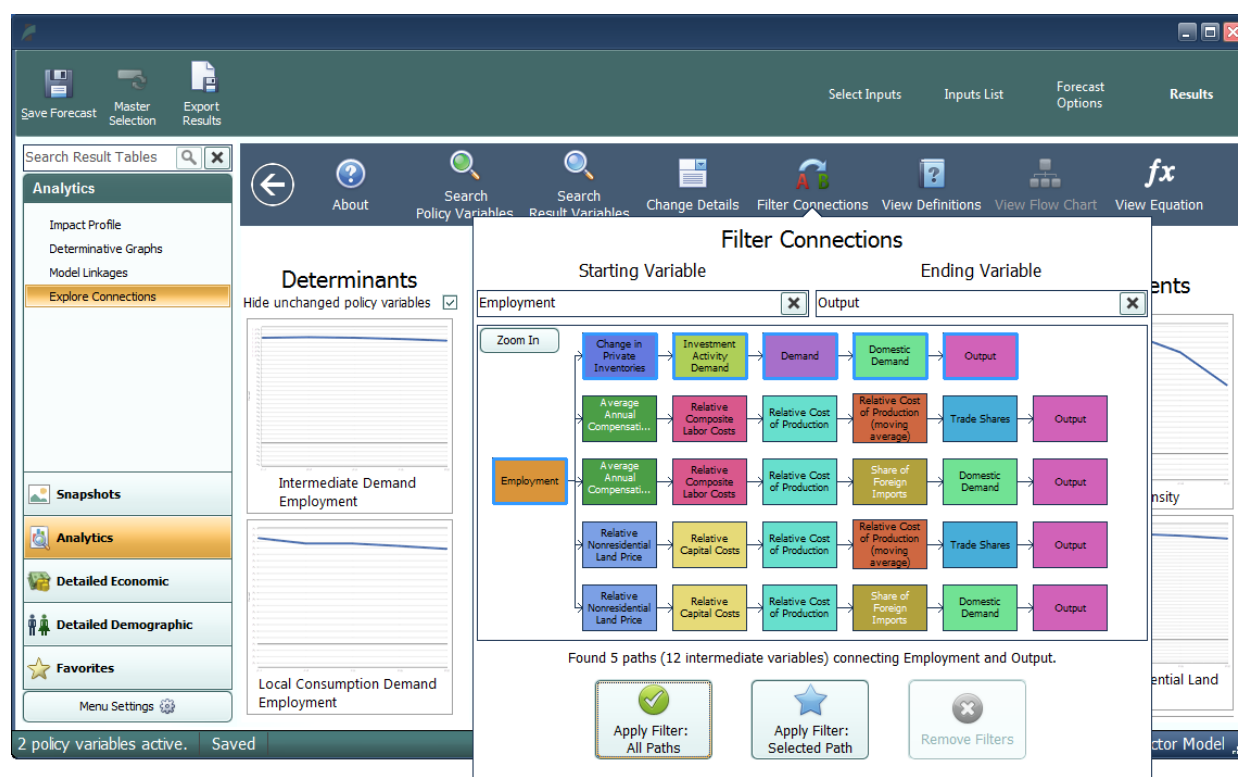 Save Forecast
Master
Selection
Export
Results
Select Inputs
Inputs List
Forecast
Options
Results
Search Result Tables
Analytics
Impact Profile
Determinative Graphs
Model Linkages
Explore Connections
Snapshots
Analytics
Detailed Economic
Detailed Demographic
Favorites
Menu Settings
2 policy variables active.
Saved
About
Search
Policy Variables
Search
Result Variables
Change Details
A B
Filter Connections
View Definitions
View Flow Chart
fx
View Equation
Determinants
Hide unchanged policy variables
Intermediate Demand
Employment
Local Consumption Demand
Employment
Filter Connections
Starting Variable
Ending Variable
Employment
Output
Zoom In
Employment
Change in
Private
Inventories
Investment
Activity
Demand
Demand
Domestic
Demand
Output
Average
Annual
Compensati...
Relative
Composite
Labor Costs
Relative Cost
of Production
Relative Cost
of Production
(moving
average)
Trade Shares
Output
Average
Annual
Compensati...
Relative
Composite
Labor Costs
Relative Cost
of Production
Share of
Foreign
Imports
Domestic
Demand
Output
Relative
Nonresidential
Land Price
Relative
Capital Costs
Relative Cost
of Production
Relative Cost
of Production
(moving
average)
Trade Shares
Output
Relative
Nonresidential
Land Price
Relative
Capital Costs
Relative Cost
of Production
Share of
Foreign
Imports
Domestic
Demand
Output
Found 5 paths (12 intermediate variables) connecting Employment and Output.
Apply Filter:
All Paths
Apply Filter:
Selected Path
Remove Filters
ents
nsity
ential Land
ctor Model